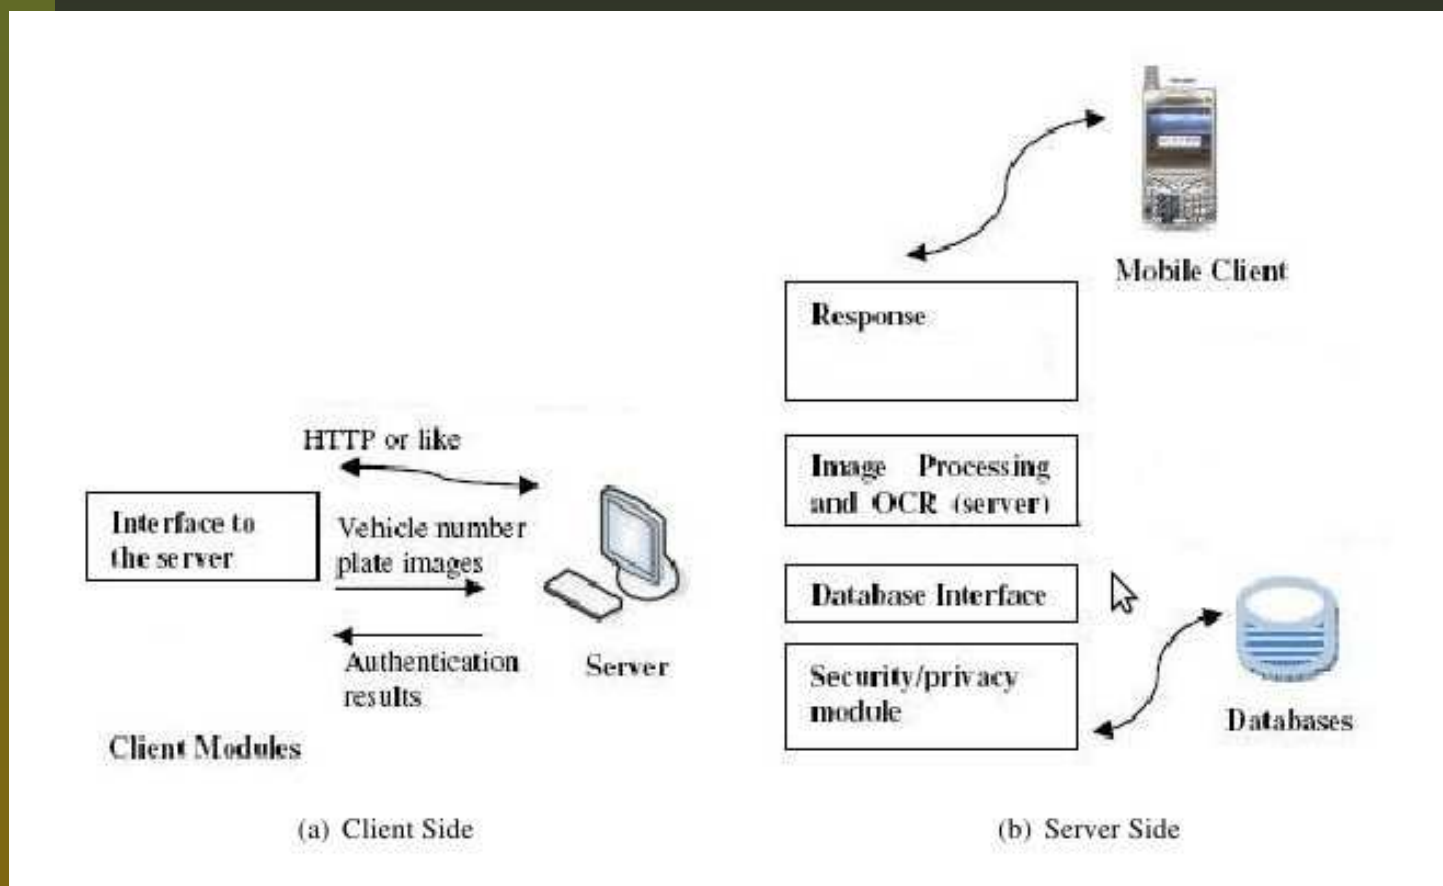 HTTP or like
Interface to
the server
Vehicle number
plate images
Authentication
results
Server
Client Modules
(a) Client Side
Mobile Client
Response
Image Processing
and OCR (server)
Database Interface
Security/privacy
module
Databases
(b) Server Side